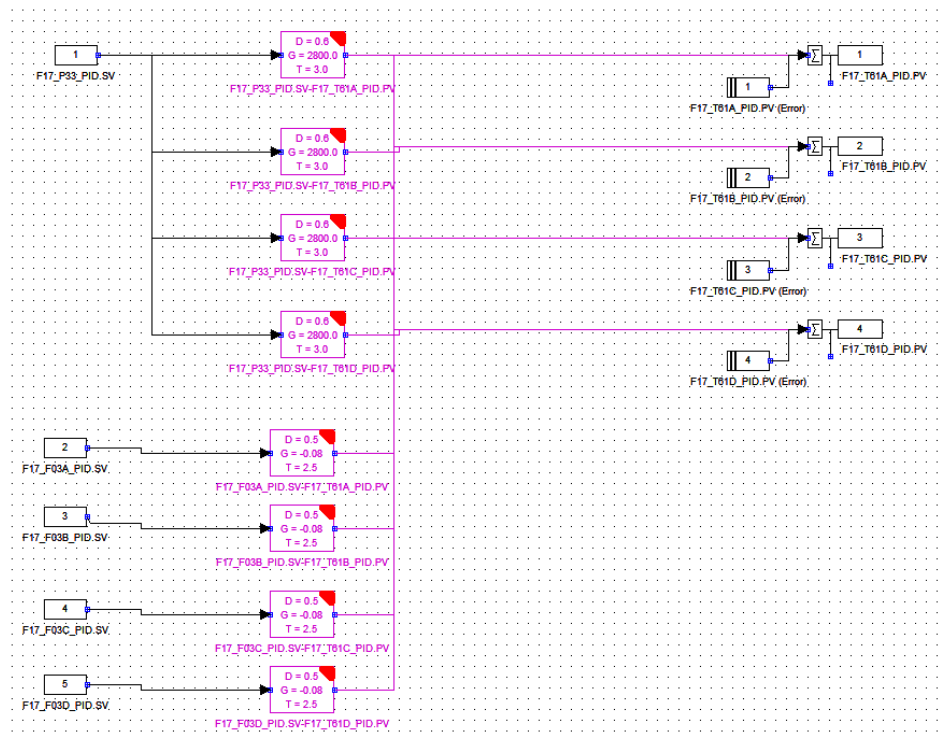 1
F17_P33_PID.SV
D = 0.6
G = 2800.0
T = 3.0
F17_P33_PID.SV-F17_T61A_PID.PV
1
F17_T61A_PID.PV
1
F17_T61A_PID.PV (Error)
D = 0.6
G = 2800.0
T = 3.0
F17_P33_PID.SV-F17_T61B_PID.PV
Σ
2
F17_T61B_PID.PV
2
F17_T61B_PID.PV (Error)
Σ
D = 0.6
G = 2800.0
T = 3.0
F17_P33_PID.SV-F17_T61C_PID.PV
Σ
3
F17_T61C_PID.PV
3
F17_T61C_PID.PV (Error)
D = 0.6
G = 2800.0
T = 3.0
F17_P33_PID.SV-F17_T61D_PID.PV
Σ
4
F17_T61D_PID.PV
4
F17_T61D_PID.PV (Error)
2
F17_F03A_PID.SV
D = 0.5
G = -0.08
T = 2.5
F17_F03A_PID.SV-F17_T61A_PID.PV
3
F17_F03B_PID.SV
D = 0.5
G = -0.08
T = 2.5
F17_F03B_PID.SV-F17_T61B_PID.PV
4
F17_F03C_PID.SV
D = 0.5
G = -0.08
T = 2.5
F17_F03C_PID.SV-F17_T61C_PID.PV
5
F17_F03D_PID.SV
D = 0.5
G = -0.08
T = 2.5
F17_F03D_PID.SV-F17_T61D_PID.PV